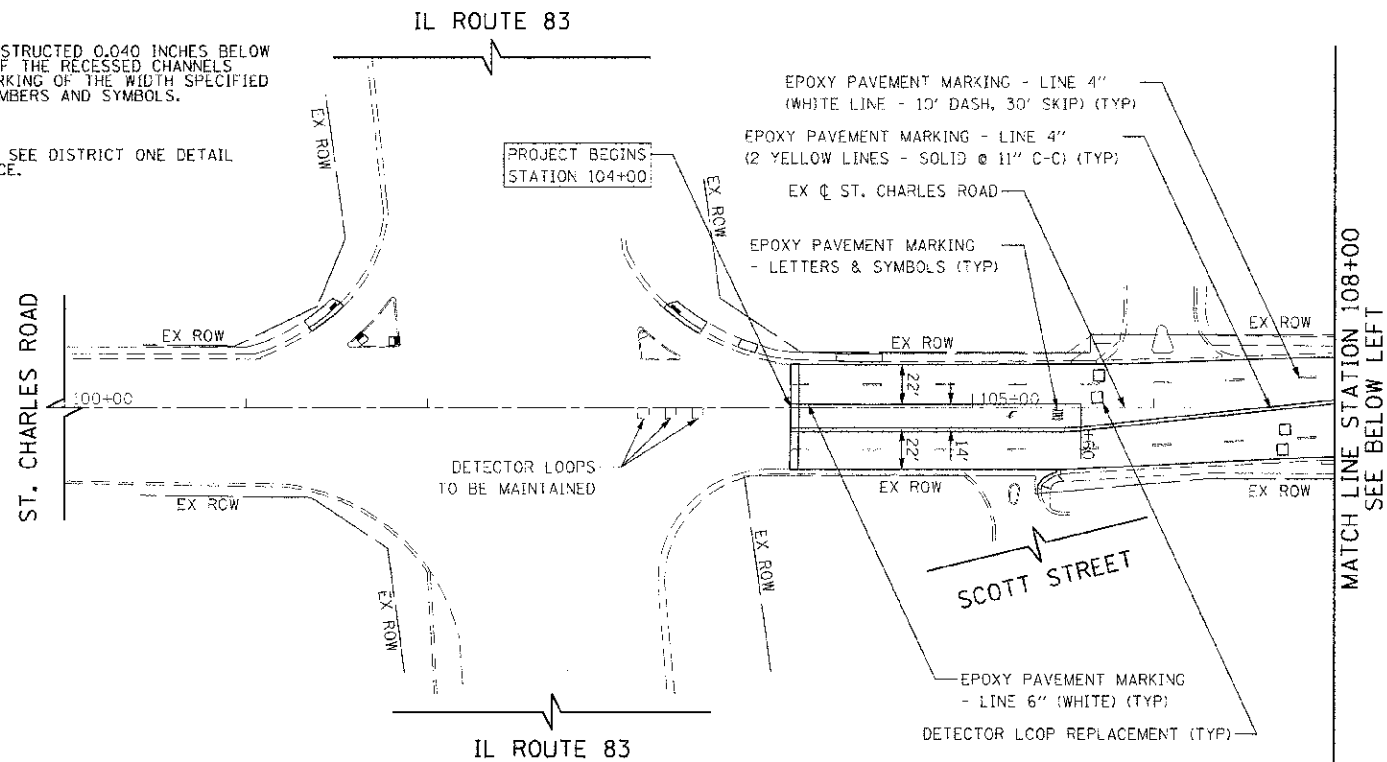 IL ROUTE 83
STRUCTED 0.040 INCHES BELOW
F THE RECESSED CHANNELS
RKING OF THE WIDTH SPECIFIED
MBERS AND SYMBOLS.
SEE DISTRICT ONE DETAIL
CE.
EX ROW
PROJECT BEGINS
STATION 104+00
EX ROW
EPOXY PAVEMENT MARKING - LINE 4"
(WHITE LINE - 10' DASH, 30' SKIP) (TYP)
EPOXY PAVEMENT MARKING - LINE 4"
(2 YELLOW LINES - SOLID @ 11" C-C) (TYP)
EX ℄ ST. CHARLES ROAD
EPOXY PAVEMENT MARKING
- LETTERS & SYMBOLS (TYP)
ST. CHARLES ROAD
EX ROW
EX ROW
EX ROW
100+00
22'
105+00
DETECTOR LOOPS
TO BE MAINTAINED
22'
14'
+60
EX ROW
EX ROW
EX ROW
EX ROW
EX ROW
SCOTT STREET
MATCH LINE STATION 108+00
SEE BELOW LEFT
EPOXY PAVEMENT MARKING
- LINE 6" (WHITE) (TYP)
DETECTOR LOOP REPLACEMENT (TYP)
IL ROUTE 83